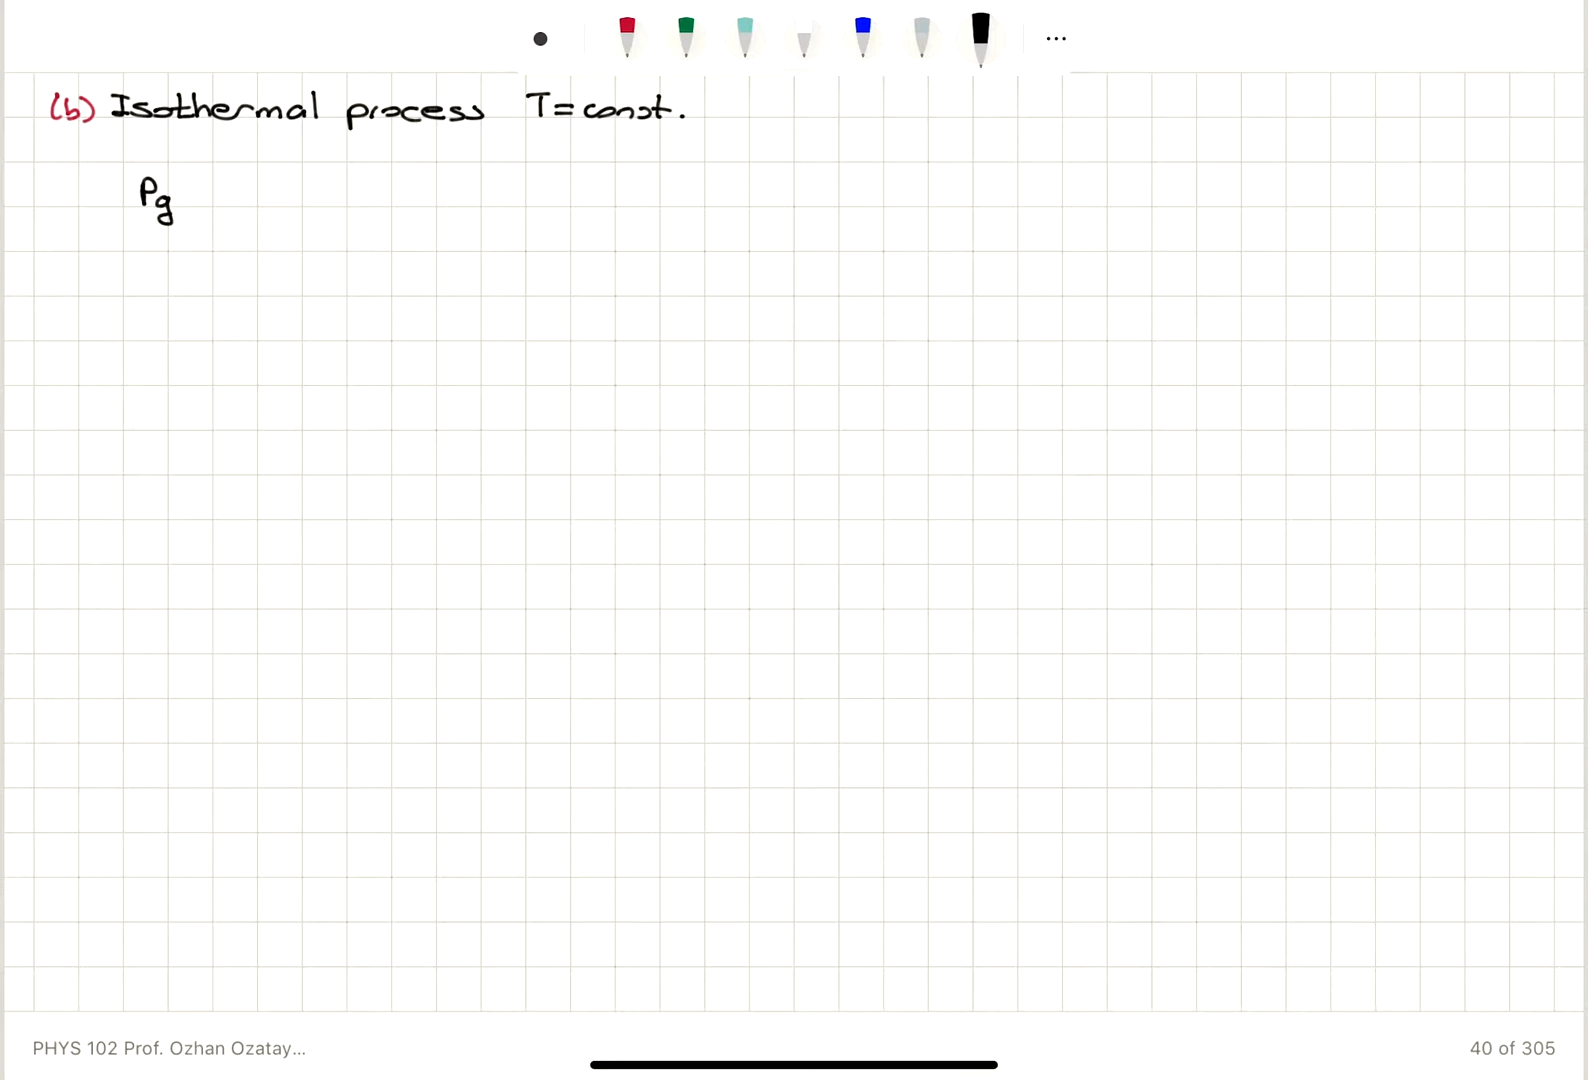 (b) Isothermal process T = const.
Pg
PHYS 102 Prof. Ozhan Ozatay...
40 of 305